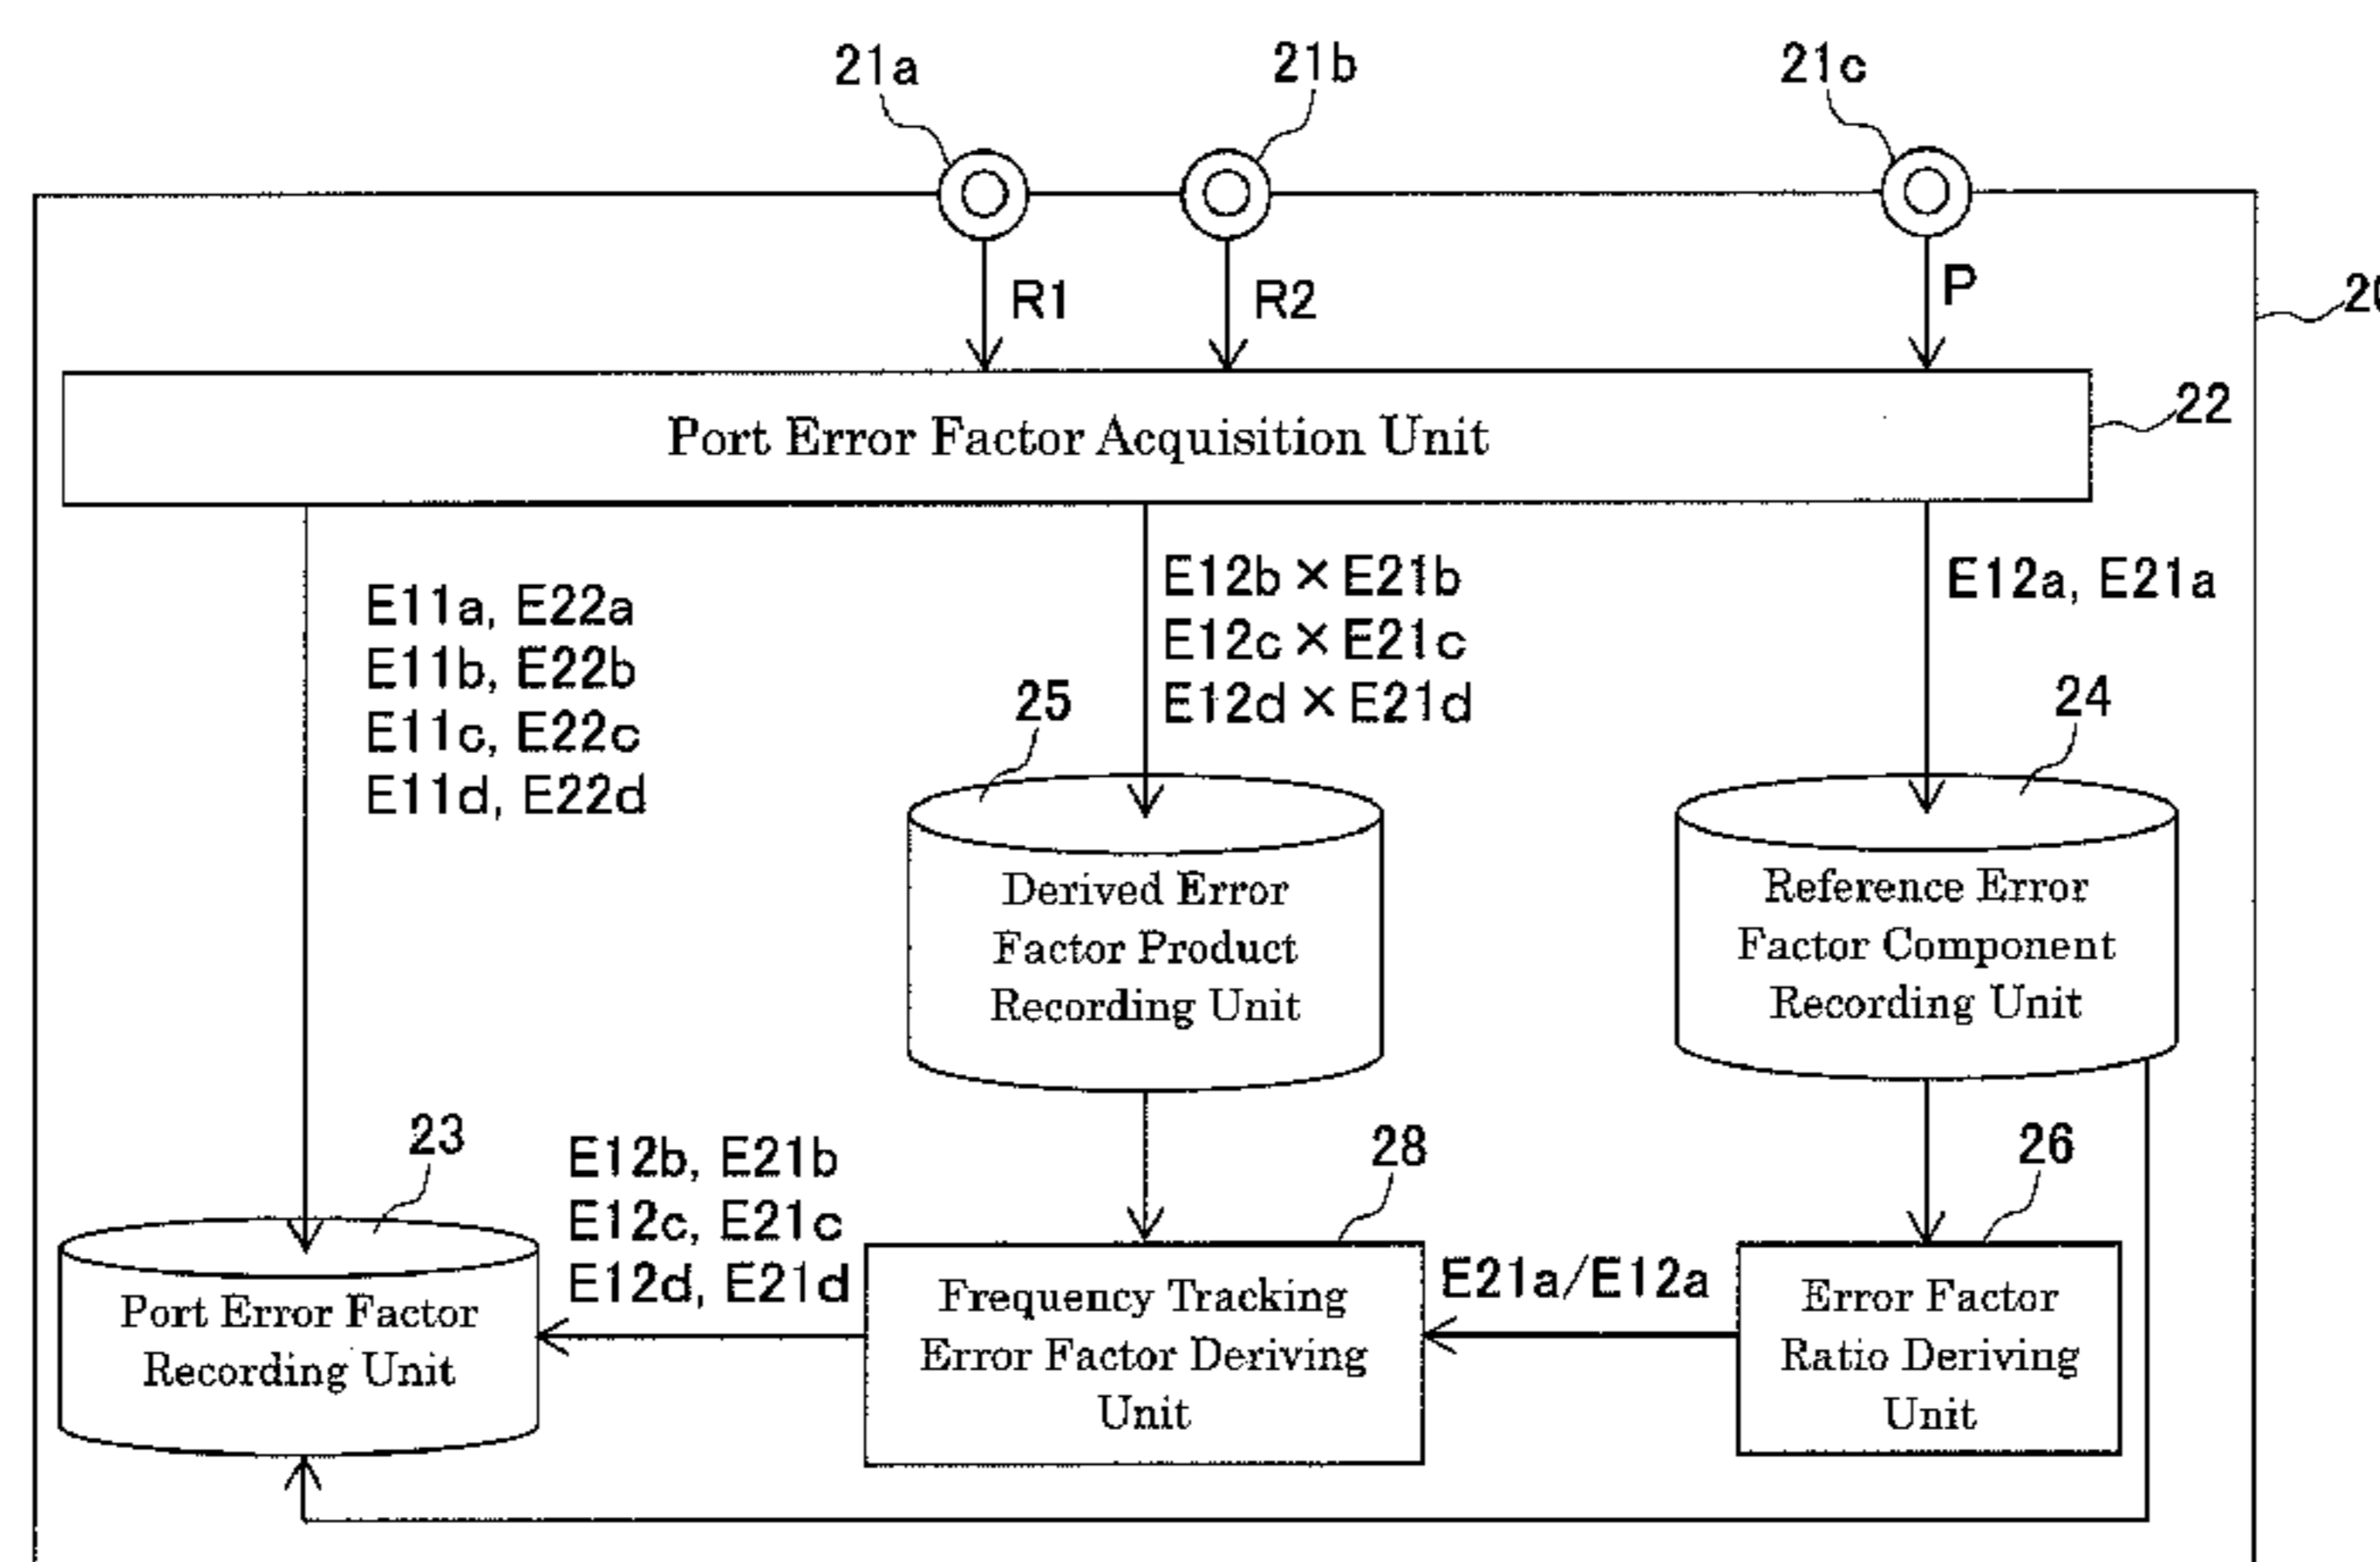 21a
21b
21c
R1
R2
P
22
Port Error Factor Acquisition Unit
E11a, E22a
E11b, E22b
E11c, E22c
E11d, E22d
E12b × E21b
E12c × E21c
E12d × E21d
E12a, E21a
25
24
Derived Error
Factor Product
Recording Unit
Reference Error
Factor Component
Recording Unit
23
E12b, E21b
E12c, E21c
E12d, E21d
28
26
Port Error Factor
Recording Unit
Frequency Tracking
Error Factor Deriving
Unit
E21a/E12a
Error Factor
Ratio Deriving
Unit